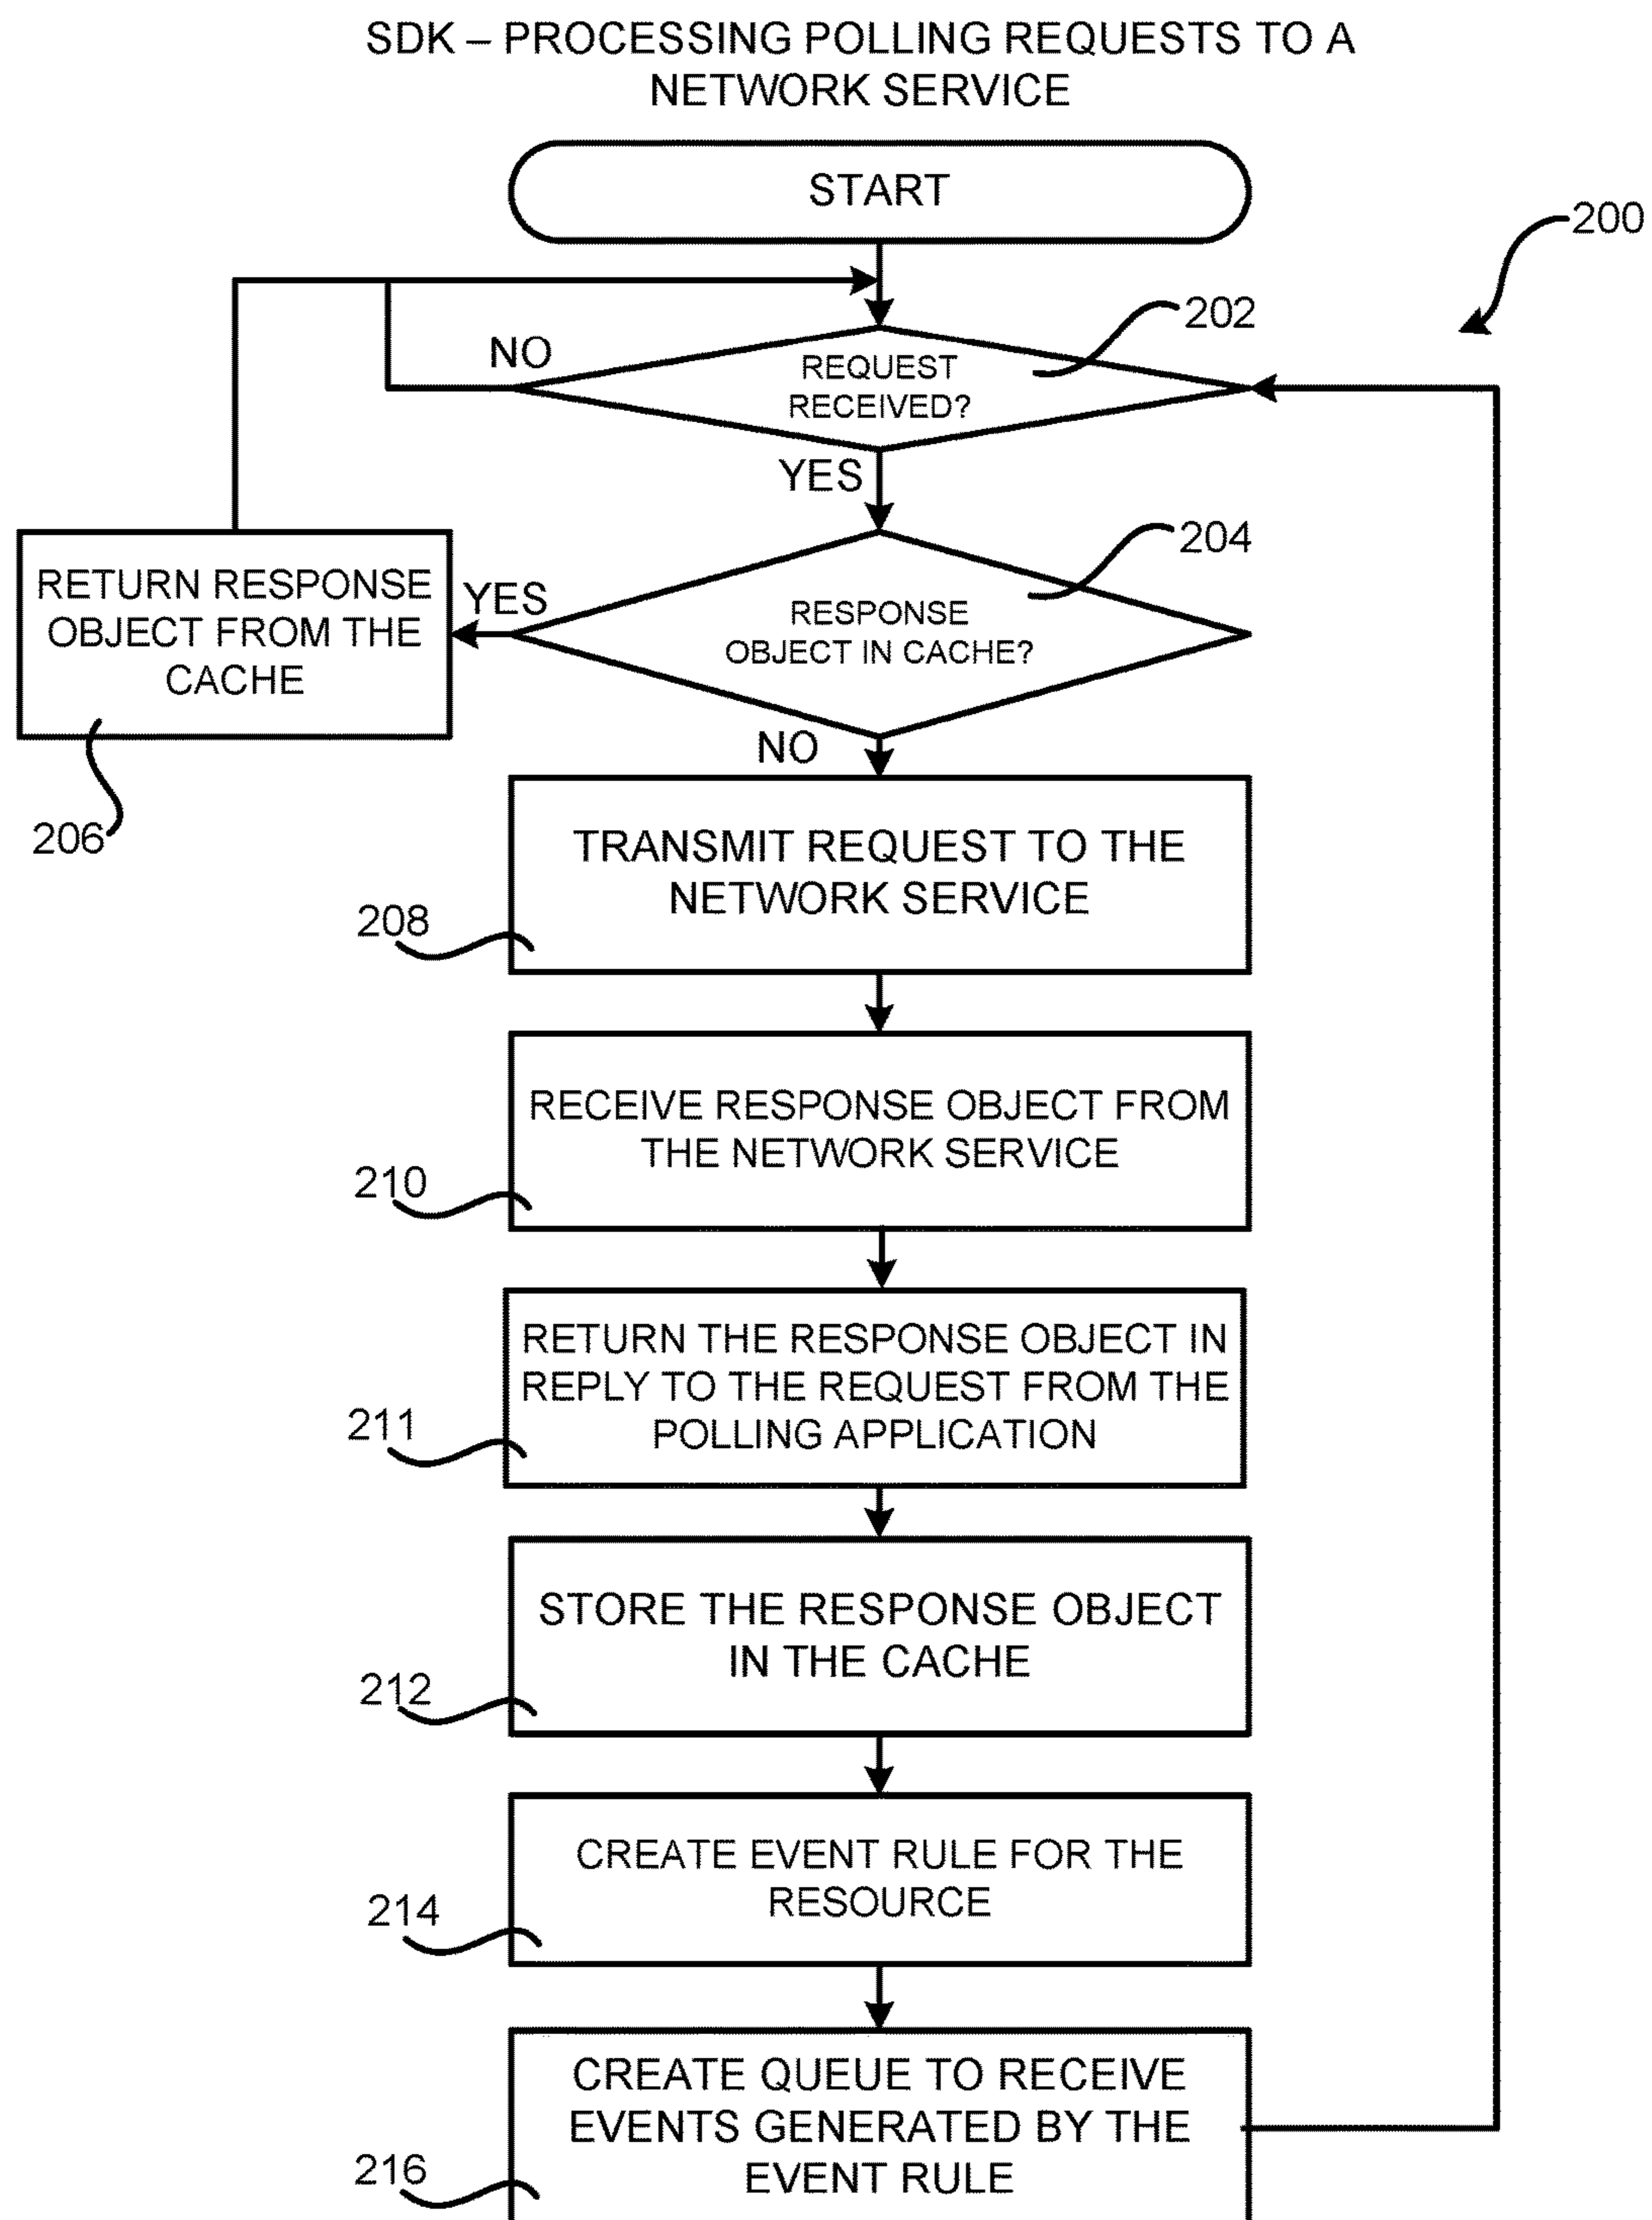 SDK – PROCESSING POLLING REQUESTS TO A
NETWORK SERVICE
START
200
202
NO
REQUEST
RECEIVED?
YES
204
RETURN RESPONSE
OBJECT FROM THE
CACHE
YES
RESPONSE
OBJECT IN CACHE?
206
NO
TRANSMIT REQUEST TO THE
NETWORK SERVICE
208
RECEIVE RESPONSE OBJECT FROM
THE NETWORK SERVICE
210
RETURN THE RESPONSE OBJECT IN
REPLY TO THE REQUEST FROM THE
POLLING APPLICATION
211
STORE THE RESPONSE OBJECT
IN THE CACHE
212
CREATE EVENT RULE FOR THE
RESOURCE
214
CREATE QUEUE TO RECEIVE
EVENTS GENERATED BY THE
EVENT RULE
216